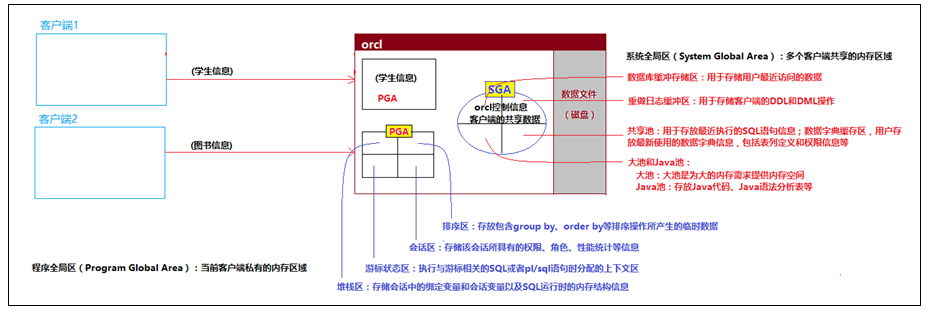 客户端1
(学生信息)
客户端2
(图书信息)
orcl
(学生信息)
PGA
PGA
SGA
orcl控制信息
客户端的共享数据
数据文件
(磁盘)
系统全局区（System Global Area）：多个客户端共享的内存区域
数据库缓冲存储区：用于存储用户最近访问的数据
重做日志缓冲区：用于存储客户端的DDL和DML操作
共享池：用于存放最近执行的SQL语句信息；数据字典缓存区，用户存
放最新使用的数据字典信息，包括表列定义和权限信息等
大池和Java池：
大池：大池是为大的内存需求提供内存空间
Java池：存放Java代码、Java语法分析表等
排序区：存放包含group by、order by等排序操作所产生的临时数据
会话区：存储该会话所具有的权限、角色、性能统计等信息
游标状态区：执行与游标相关的SQL或者pl/sql语句时分配的上下文区
堆栈区：存储会话中的绑定变量和会话变量以及SQL运行时的内存结构信息
程序全局区（Program Global Area）：当前客户端私有的内存区域